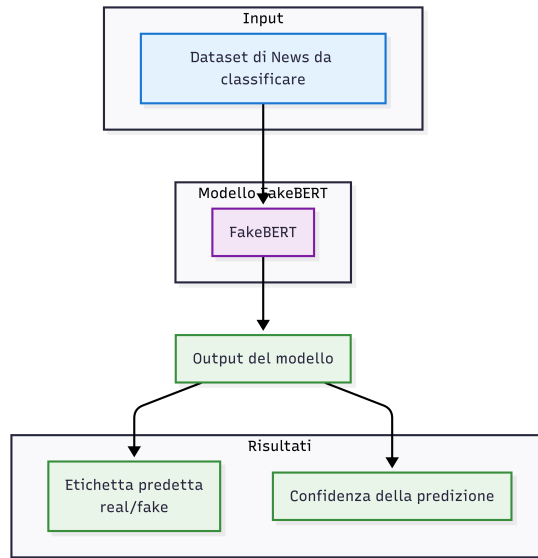 Input
Dataset di News da
classificare
Modello FakeBERT
FakeBERT
Output del modello
Risultati
Etichetta predetta
real/fake
Confidenza della predizione